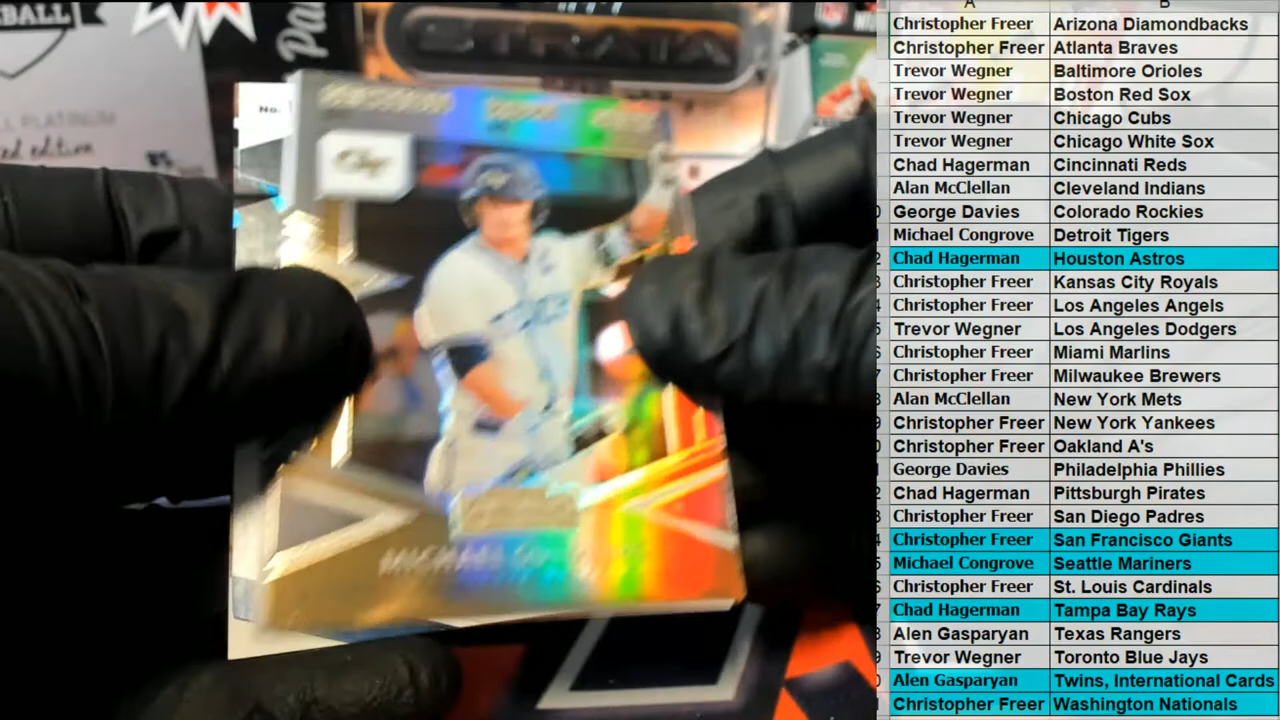 BASEBALL
Pa
STRATA
L PLATINUM
ed edition
No.
MICHAEL
A B
Christopher Freer Arizona Diamondbacks
Christopher Freer Atlanta Braves
Trevor Wegner Baltimore Orioles
Trevor Wegner Boston Red Sox
Trevor Wegner Chicago Cubs
Trevor Wegner Chicago White Sox
Chad Hagerman Cincinnati Reds
Alan McClellan Cleveland Indians
George Davies Colorado Rockies
Michael Congrove Detroit Tigers
Chad Hagerman Houston Astros
Christopher Freer Kansas City Royals
Christopher Freer Los Angeles Angels
Trevor Wegner Los Angeles Dodgers
Christopher Freer Miami Marlins
Christopher Freer Milwaukee Brewers
Alan McClellan New York Mets
Christopher Freer New York Yankees
Christopher Freer Oakland A's
George Davies Philadelphia Phillies
Chad Hagerman Pittsburgh Pirates
Christopher Freer San Diego Padres
Christopher Freer San Francisco Giants
Michael Congrove Seattle Mariners
Christopher Freer St. Louis Cardinals
Chad Hagerman Tampa Bay Rays
Alen Gasparyan Texas Rangers
Trevor Wegner Toronto Blue Jays
Alen Gasparyan Twins, International Cards
Christopher Freer Washington Nationals